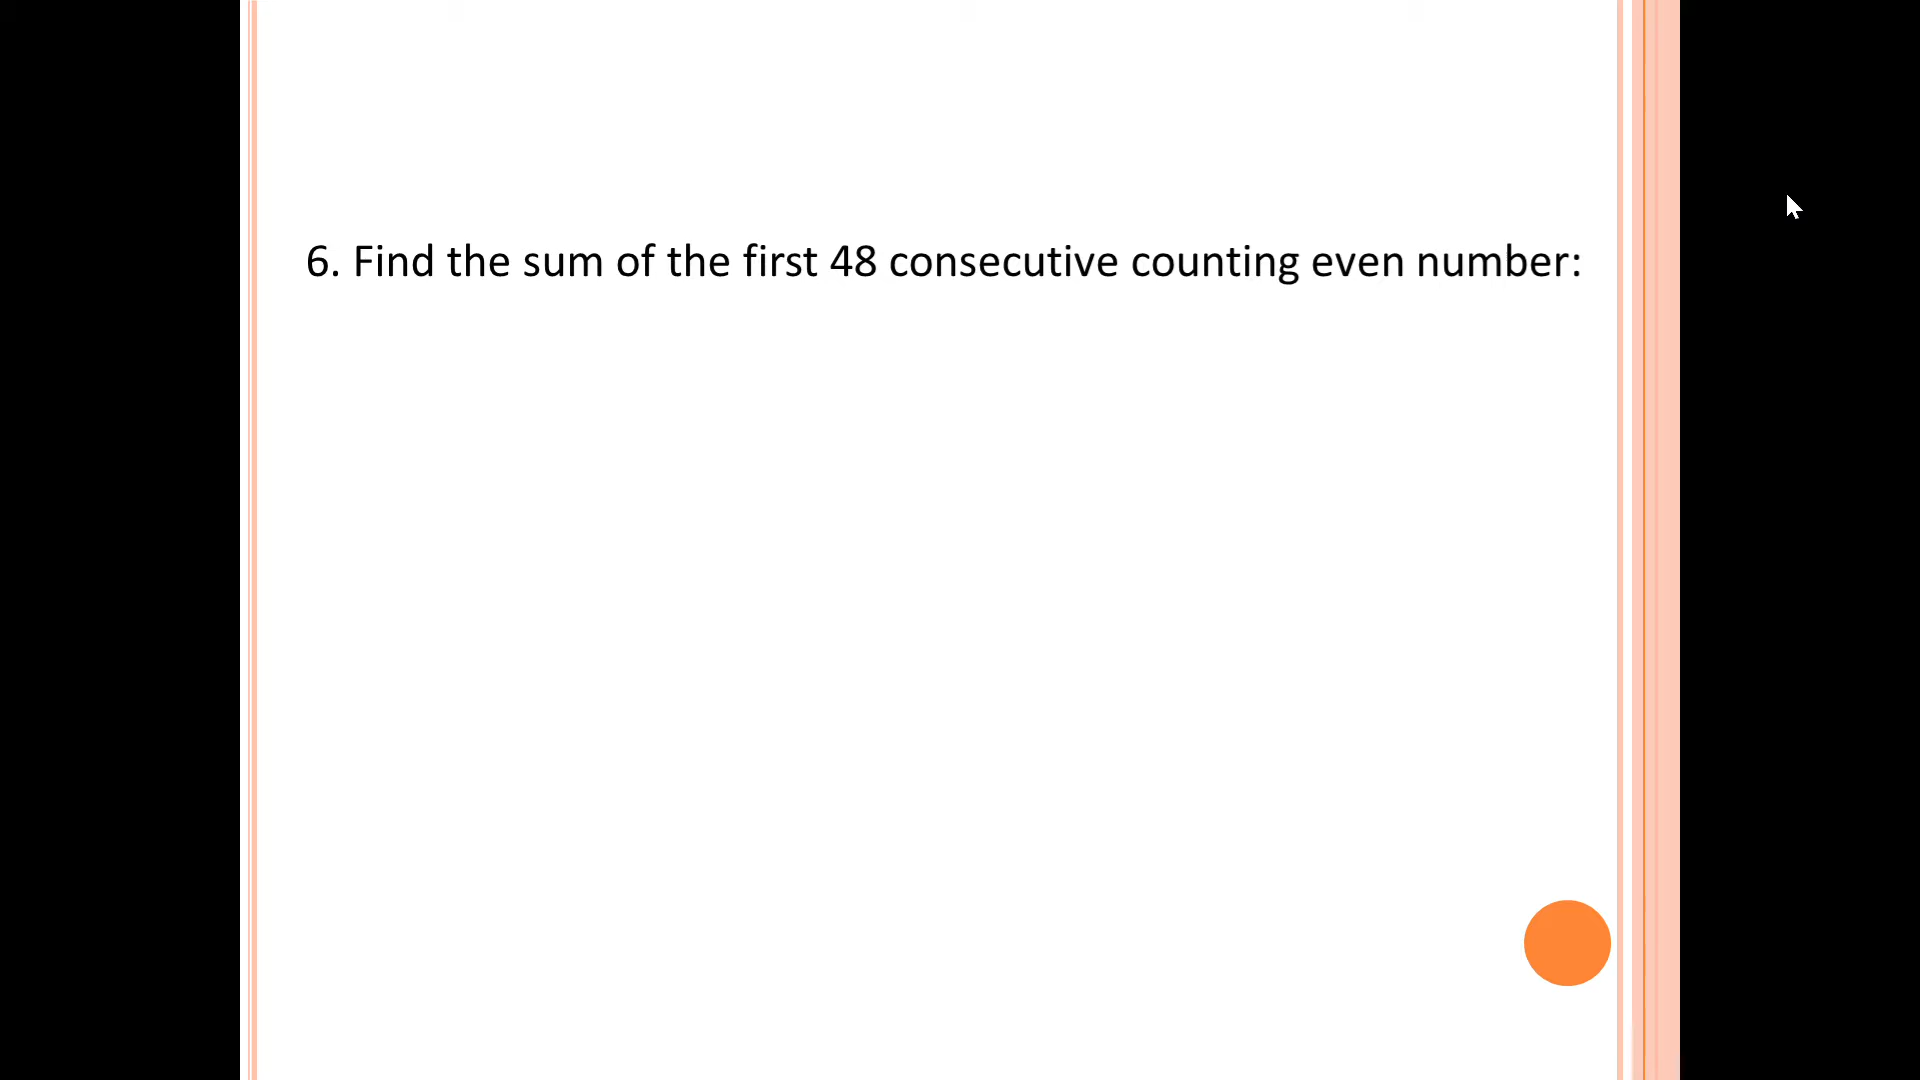 6. Find the sum of the first 48 consecutive counting even number: